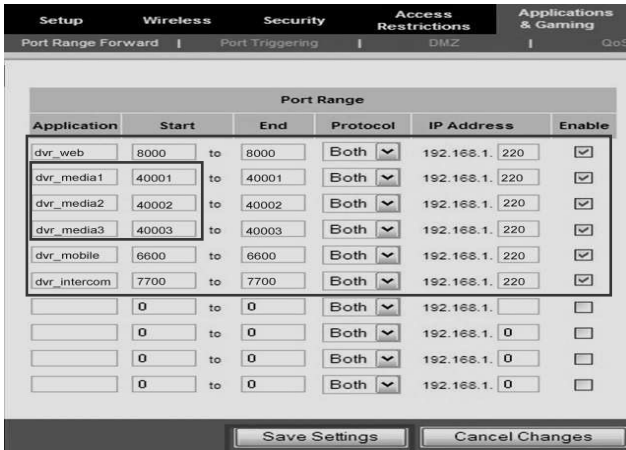 Setup Wireless Security Access Restrictions Applications & Gaming
Port Range Forward | Port Triggering | DMZ | QoS
Port Range
Application Start End Protocol IP Address Enable
dvr_web 8000 to 8000 Both 192.168.1. 220
dvr_media1 40001 to 40001 Both 192.168.1. 220
dvr_media2 40002 to 40002 Both 192.168.1. 220
dvr_media3 40003 to 40003 Both 192.168.1. 220
dvr_mobile 6600 to 6600 Both 192.168.1. 220
dvr_intercom 7700 to 7700 Both 192.168.1. 220
0 to 0 Both 192.168.1.
0 to 0 Both 192.168.1. 0
0 to 0 Both 192.168.1. 0
0 to 0 Both 192.168.1. 0
Save Settings Cancel Changes